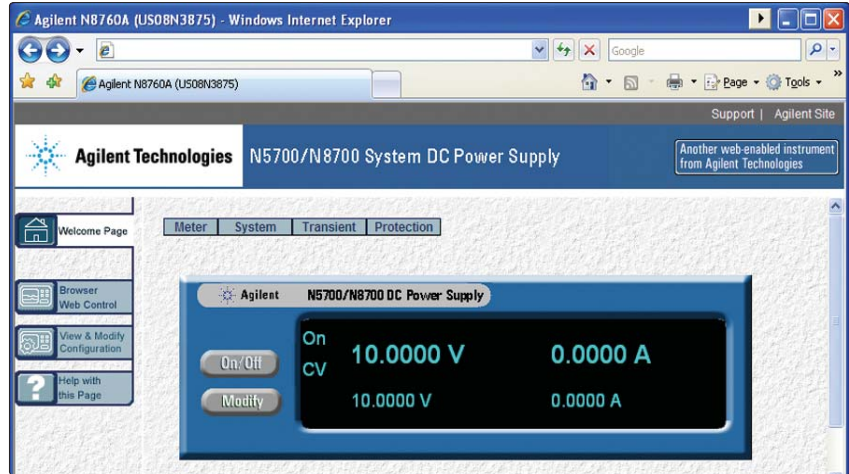 Agilent N8760A (US08N3875) - Windows Internet Explorer
Google
Agilent N8760A (US08N3875)
Page
Tools
Support | Agilent Site
Agilent Technologies
N5700/N8700 System DC Power Supply
Another web-enabled instrument
from Agilent Technologies
Welcome Page
Meter System Transient Protection
Browser
Web Control
View & Modify
Configuration
Help with
this Page
Agilent N5700/N8700 DC Power Supply
On/Off
Modify
On
CV
10.0000 V 0.0000 A
10.0000 V 0.0000 A